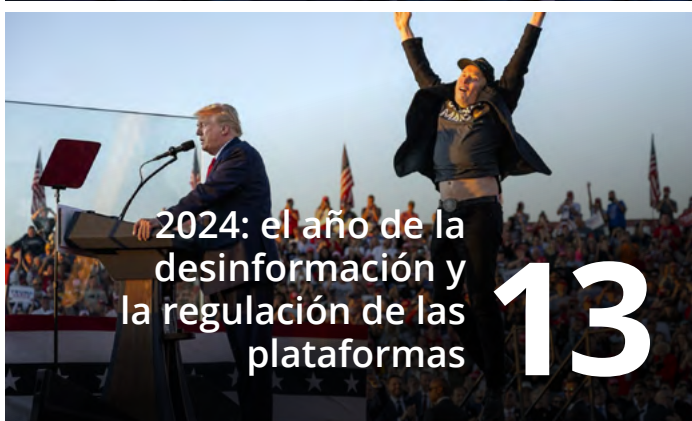 2024: el año de la
desinformación y
la regulación de las
plataformas
13